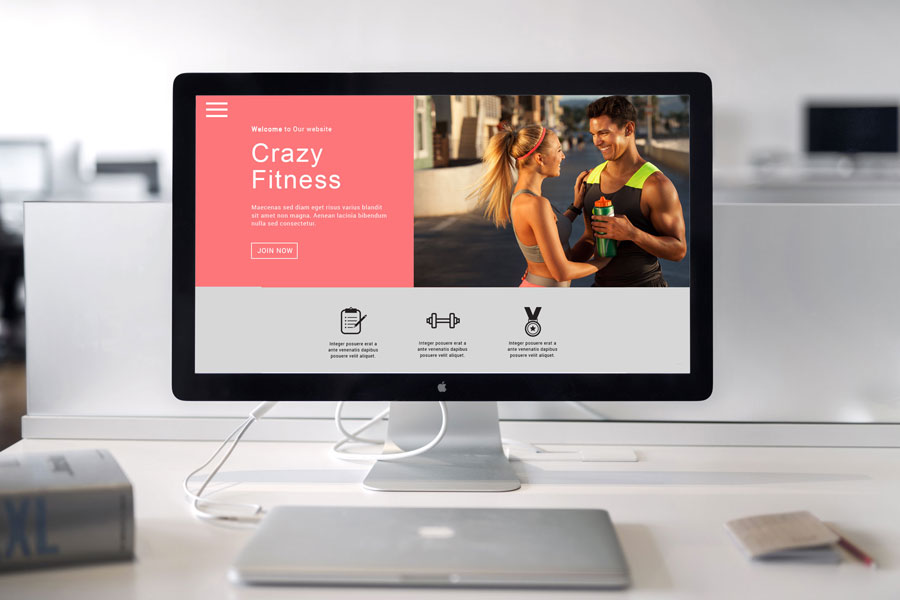 Welcome to Our website
Crazy
Fitness
Maecenas sed diam eget risus varius blandit
sit amet non magna. Aenean lacinia bibendum
nulla sed consectetur.
JOIN NOW
Integer posuere erat a
ante venenatis dapibus
posuere velit aliquet.
Integer posuere erat a
ante venenatis dapibus
posuere velit aliquet.
Integer posuere erat a
ante venenatis dapibus
posuere velit aliquet.
XL